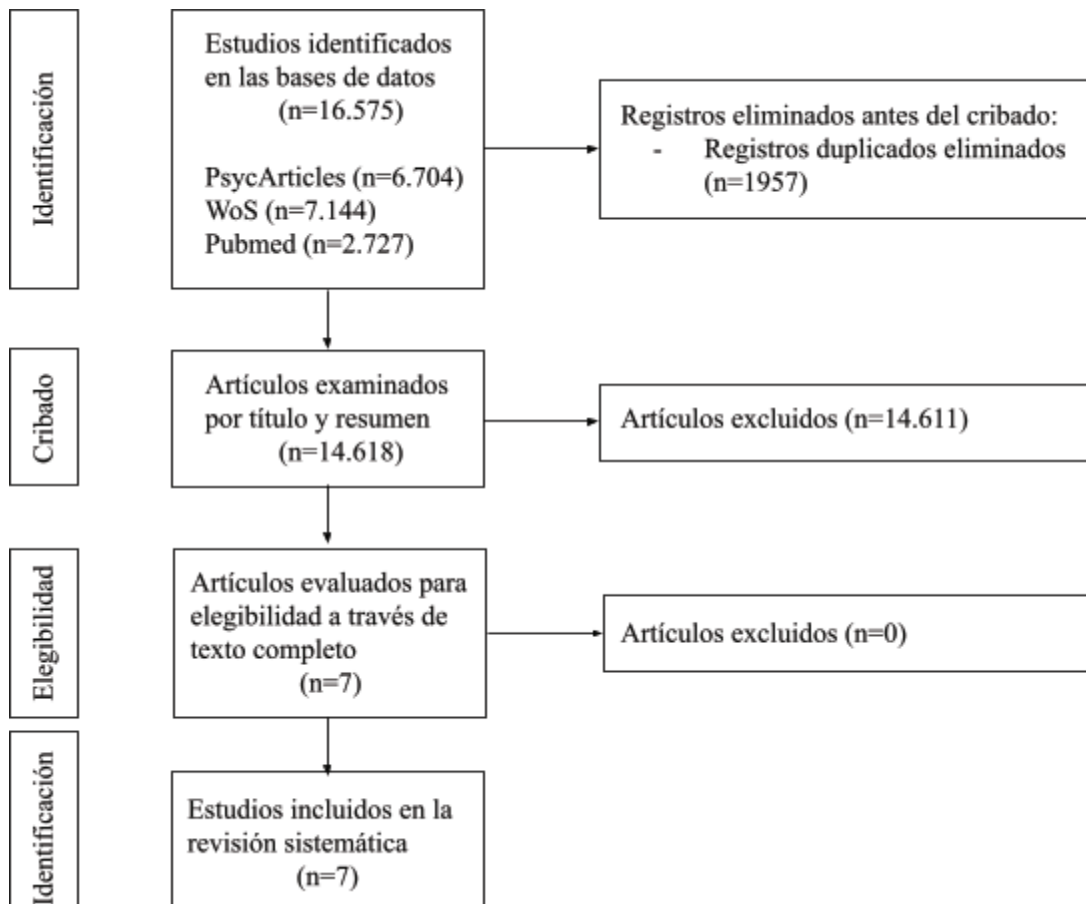 Identificación
Estudios identificados
en las bases de datos
(n=16.575)
PsycArticles (n=6.704)
WoS (n=7.144)
Pubmed (n=2.727)
Registros eliminados antes del cribado:
- Registros duplicados eliminados
(n=1957)
Cribado
Artículos examinados
por título y resumen
(n=14.618)
Artículos excluidos (n=14.611)
Elegibilidad
Artículos evaluados para
elegibilidad a través de
texto completo
(n=7)
Artículos excluidos (n=0)
Identificación
Estudios incluidos en la
revisión sistemática
(n=7)